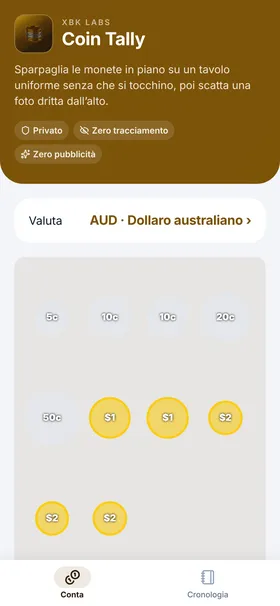 XBK LABS
Coin Tally
Sparpaglia le monete in piano su un tavolo
uniforme senza che si tocchino, poi scatta una
foto dritta dall'alto.
Privato
Zero tracciamento
Zero pubblicità
Valuta
AUD · Dollaro australiano ›
5c
10c
10c
20c
50c
$1
$1
$2
$2
$2
Conta
Cronologia